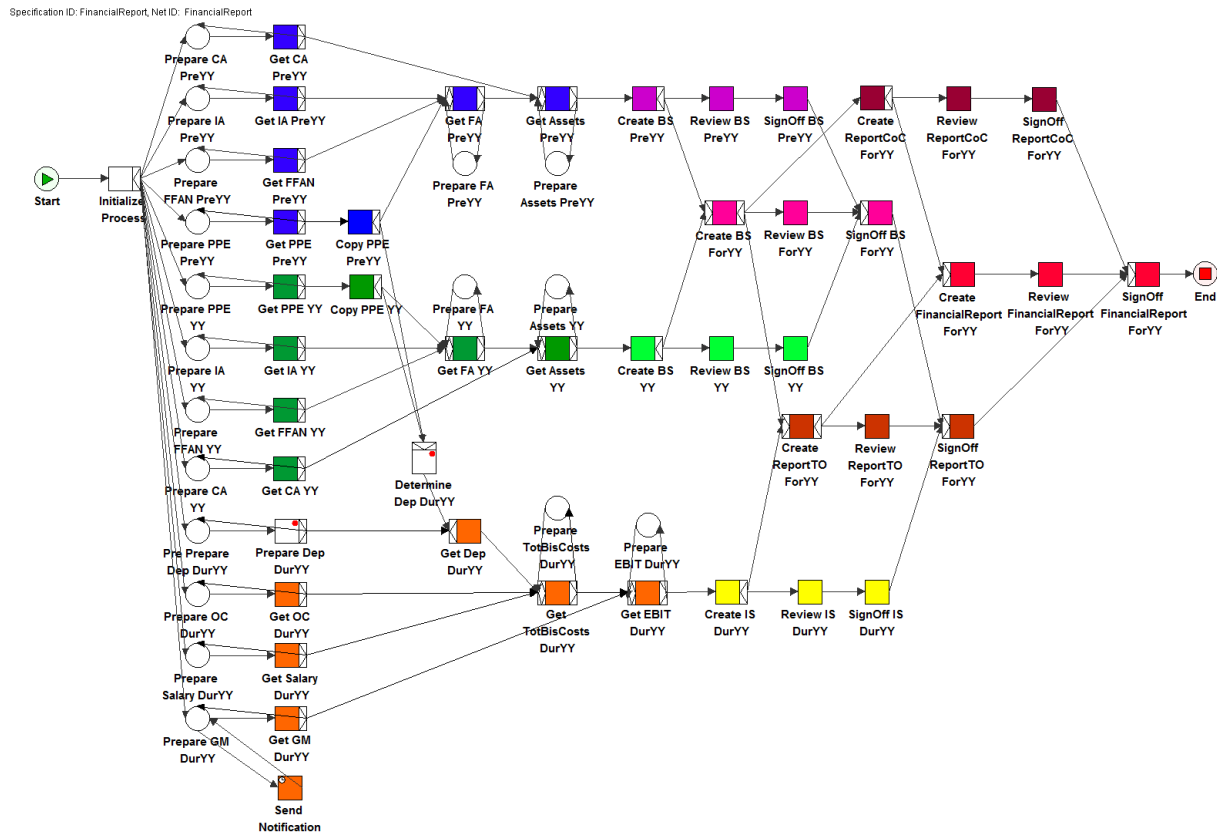 Specification ID: FinancialReport, Net ID: FinancialReport
Prepare CA
PreYY
Get CA
PreYY
Prepare IA
PreYY
Get IA PreYY
Get FA
PreYY
Get Assets
PreYY
Create BS
PreYY
Review BS
PreYY
SignOff BS
PreYY
Create
ReportCoC
ForYY
Review
ReportCoC
ForYY
SignOff
ReportCoC
ForYY
Start
Initialize
Process
Prepare
FFAN PreYY
Get FFAN
PreYY
Prepare FA
PreYY
Prepare
Assets PreYY
Prepare PPE
PreYY
Get PPE
PreYY
Copy PPE
PreYY
Create BS
ForYY
Review BS
ForYY
SignOff BS
ForYY
Prepare PPE
YY
Get PPE YY
Copy PPE YY
Prepare FA
YY
Prepare
Assets YY
Create
FinancialReport
ForYY
Review
FinancialReport
ForYY
SignOff
FinancialReport
ForYY
End
Prepare IA
YY
Get IA YY
Get FA YY
Get Assets
YY
Create BS
YY
Review BS
YY
SignOff BS
YY
Prepare
FFAN YY
Get FFAN YY
Create
ReportTO
ForYY
Review
ReportTO
ForYY
SignOff
ReportTO
ForYY
Prepare CA
YY
Get CA YY
Determine
Dep DurYY
Pre Prepare
Dep DurYY
Prepare Dep
DurYY
Get Dep
DurYY
Prepare
TotBisCosts
DurYY
Prepare
EBIT DurYY
Prepare OC
DurYY
Get OC
DurYY
Get
TotBisCosts
DurYY
Get EBIT
DurYY
Create IS
DurYY
Review IS
DurYY
SignOff IS
DurYY
Prepare
Salary DurYY
Get Salary
DurYY
Prepare GM
DurYY
Get GM
DurYY
Send
Notification